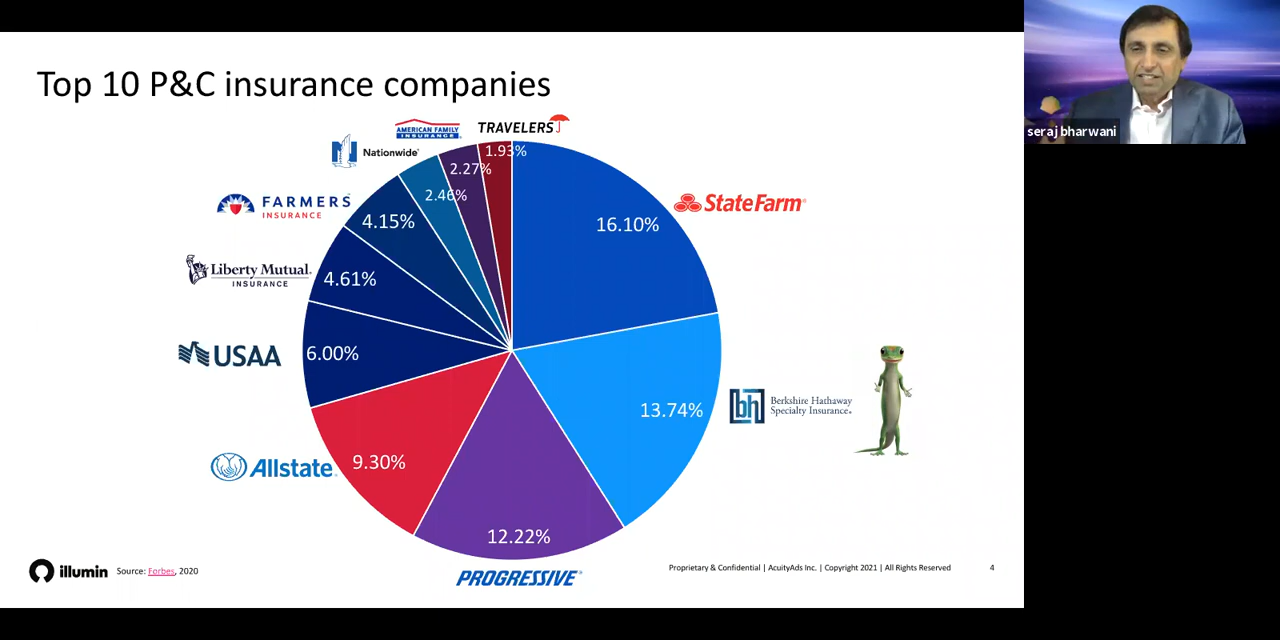 Top 10 P&C insurance companies
seraj bharwani
AMERICAN FAMILY
INSURANCE
TRAVELERS
Nationwide
1.93%
2.27%
2.46%
FARMERS
INSURANCE
4.15%
16.10%
StateFarm
Liberty Mutual.
INSURANCE
4.61%
USAA
6.00%
13.74%
bh
Berkshire Hathaway
Specialty Insurance
Allstate
9.30%
12.22%
PROGRESSIVE
illumin
Source: Forbes, 2020
Proprietary & Confidential | AcuityAds Inc. | Copyright 2021 | All Rights Reserved
4